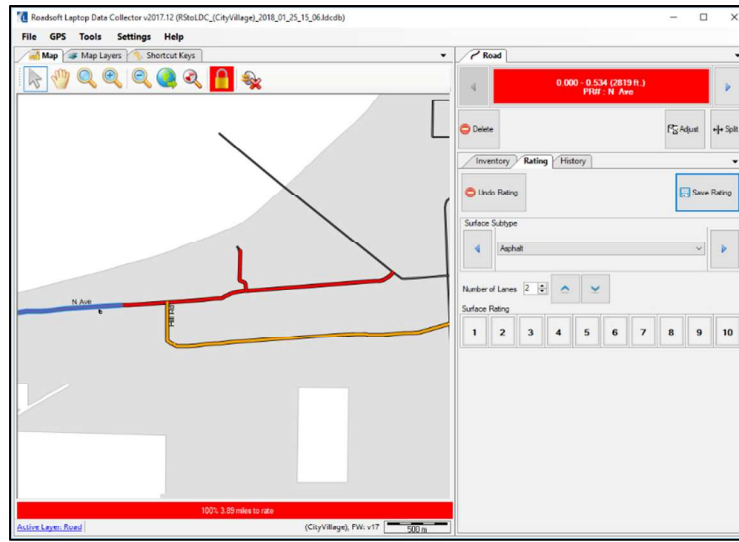 Roadsoft Laptop Data Collector v2017.12 (RStoLDC_(CityVillage)_2018_01_25_15_06.ldcdb)
File GPS Tools Settings Help
Map Map Layers Shortcut Keys
Road
0.000 - 0.534 (2819 ft.)
PR# : N Ave
Delete Adjust Split
Inventory Rating History
Undo Rating Save Rating
Surface Subtype
Asphalt
Number of Lanes 2
Surface Rating
1 2 3 4 5 6 7 8 9 10
N Ave
Hill Rd
100% 3.89 miles to rate
Active Layer: Road (CityVillage), FW: v17 500 m